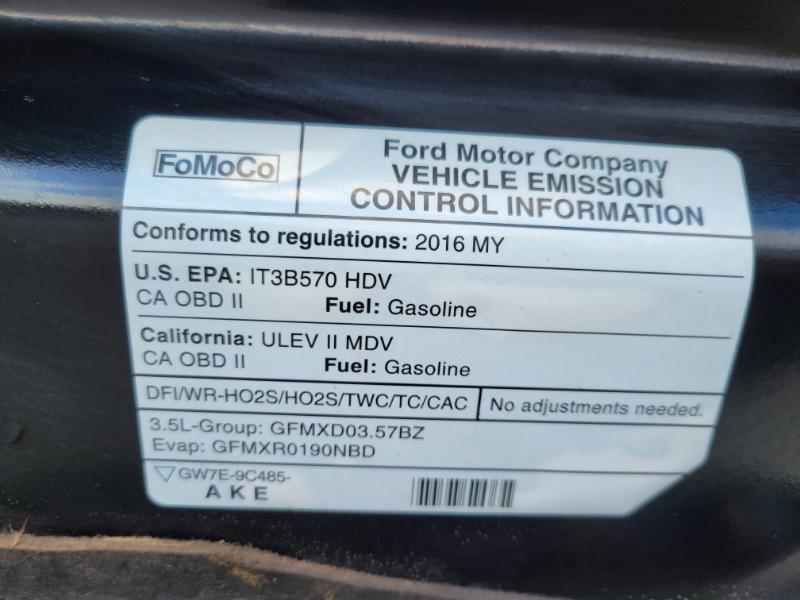 FoMoCo
Ford Motor Company
VEHICLE EMISSION
CONTROL INFORMATION
Conforms to regulations: 2016 MY
U.S. EPA: IT3B570 HDV
CA OBD II Fuel: Gasoline
California: ULEV II MDV
CA OBD II Fuel: Gasoline
DFI/WR-HO2S/HO2S/TWC/TC/CAC No adjustments needed.
3.5L-Group: GFMXD03.57BZ
Evap: GFMXR0190NBD
GW7E-9C485-
AKE